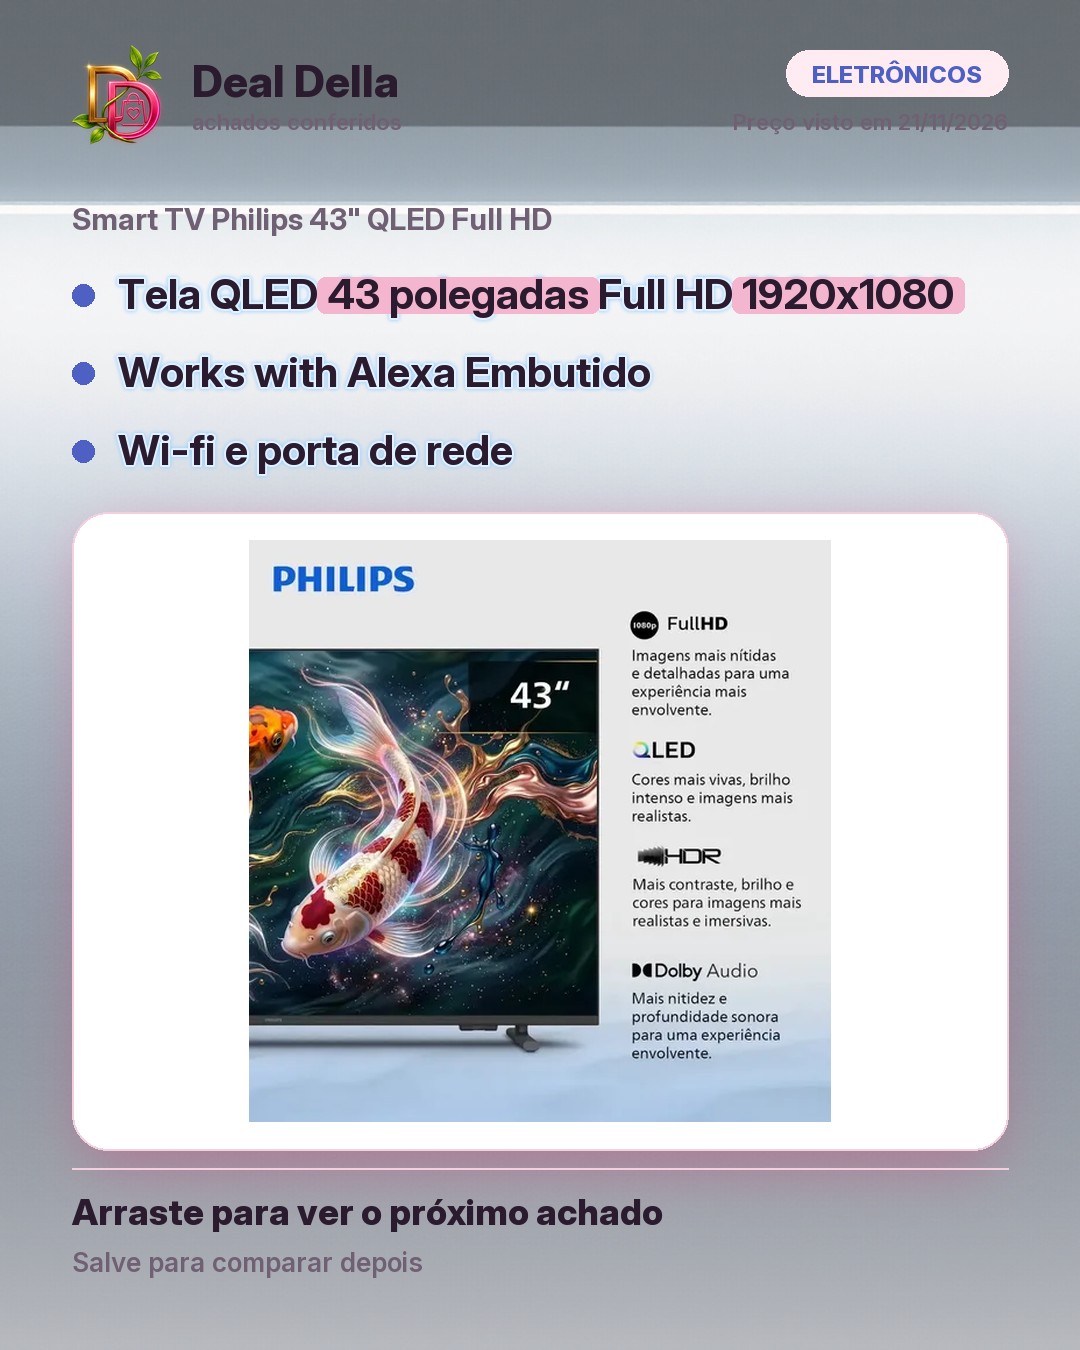 Deal Della
achados conferidos
ELETRÔNICOS
Preço visto em 21/11/2026
Smart TV Philips 43" QLED Full HD
Tela QLED 43 polegadas Full HD 1920x1080
Works with Alexa Embutido
Wi-fi e porta de rede
PHILIPS
43“
1080p FullHD
Imagens mais nítidas
e detalhadas para uma
experiência mais
envolvente.
QLED
Cores mais vivas, brilho
intenso e imagens mais
realistas.
HDR
Mais contraste, brilho e
cores para imagens mais
realistas e imersivas.
Dolby Audio
Mais nitidez e
profundidade sonora
para uma experiência
envolvente.
Arraste para ver o próximo achado
Salve para comparar depois